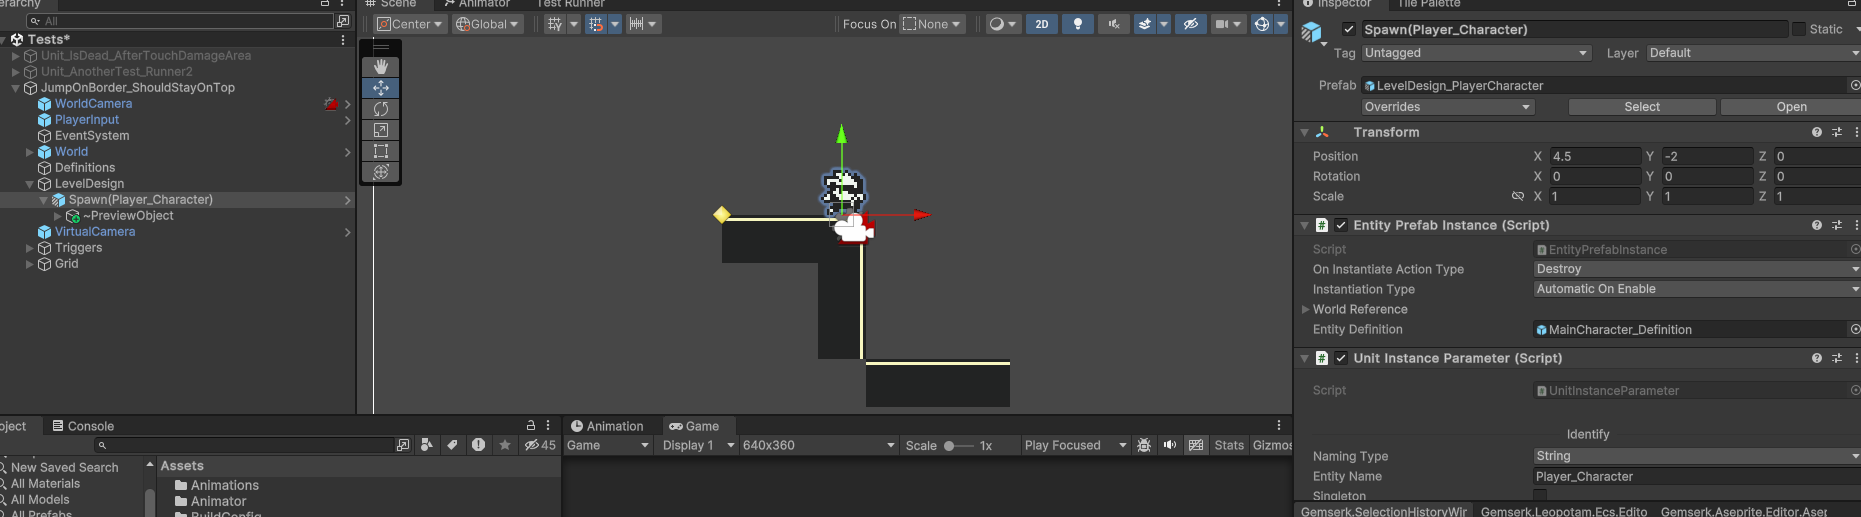 erarchy
All
Tests*
Unit_IsDead_AfterTouchDamageArea
Unit_AnotherTest_Runner2
JumpOnBorder_ShouldStayOnTop
WorldCamera
PlayerInput
EventSystem
World
Definitions
LevelDesign
Spawn(Player_Character)
~PreviewObject
VirtualCamera
Triggers
Grid
Scene Animator Test Runner
Center Global Focus On None 2D
oject Console
45
New Saved Search
All Materials
All Models
All Prefabs
Assets
Animations
Animator
BuildConfig
Animation Game
Game Display 1 640x360 Scale 1x Play Focused Stats Gizmos
Inspector Tile Palette
Spawn(Player_Character) Static
Tag Untagged Layer Default
Prefab LevelDesign_PlayerCharacter
Overrides Select Open
Transform
Position X 4.5 Y -2 Z 0
Rotation X 0 Y 0 Z 0
Scale X 1 Y 1 Z 1
Entity Prefab Instance (Script)
Script EntityPrefabInstance
On Instantiate Action Type Destroy
Instantiation Type Automatic On Enable
World Reference
Entity Definition MainCharacter_Definition
Unit Instance Parameter (Script)
Script UnitInstanceParameter
Identify
Naming Type String
Entity Name Player_Character
Singleton
Gemserk.SelectionHistoryWir Gemserk.Leopotam.Ecs.Edito Gemserk.Aseprite.Editor.Asep